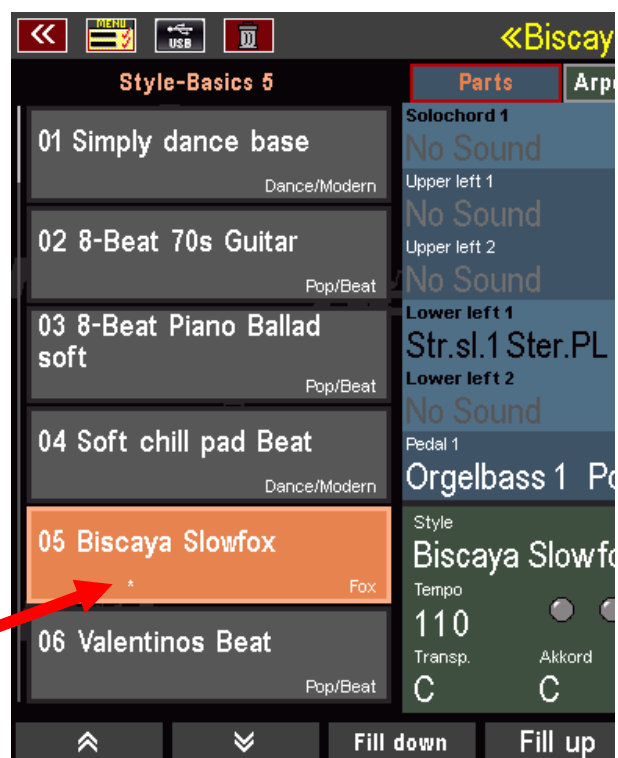 MENU
USB
«Biscay
Style-Basics 5
Parts
Arp
01 Simply dance base
Dance/Modern
02 8-Beat 70s Guitar
Pop/Beat
03 8-Beat Piano Ballad
soft
Pop/Beat
04 Soft chill pad Beat
Dance/Modern
05 Biscaya Slowfox
*
Fox
06 Valentinos Beat
Pop/Beat
Solochord 1
No Sound
Upper left 1
No Sound
Upper left 2
No Sound
Lower left 1
Str.sl.1 Ster.PL
Lower left 2
No Sound
Pedal 1
Orgelbass 1 Po
Style
Biscaya Slowfo
Tempo
110
Transp. Akkord
C C
Fill down
Fill up